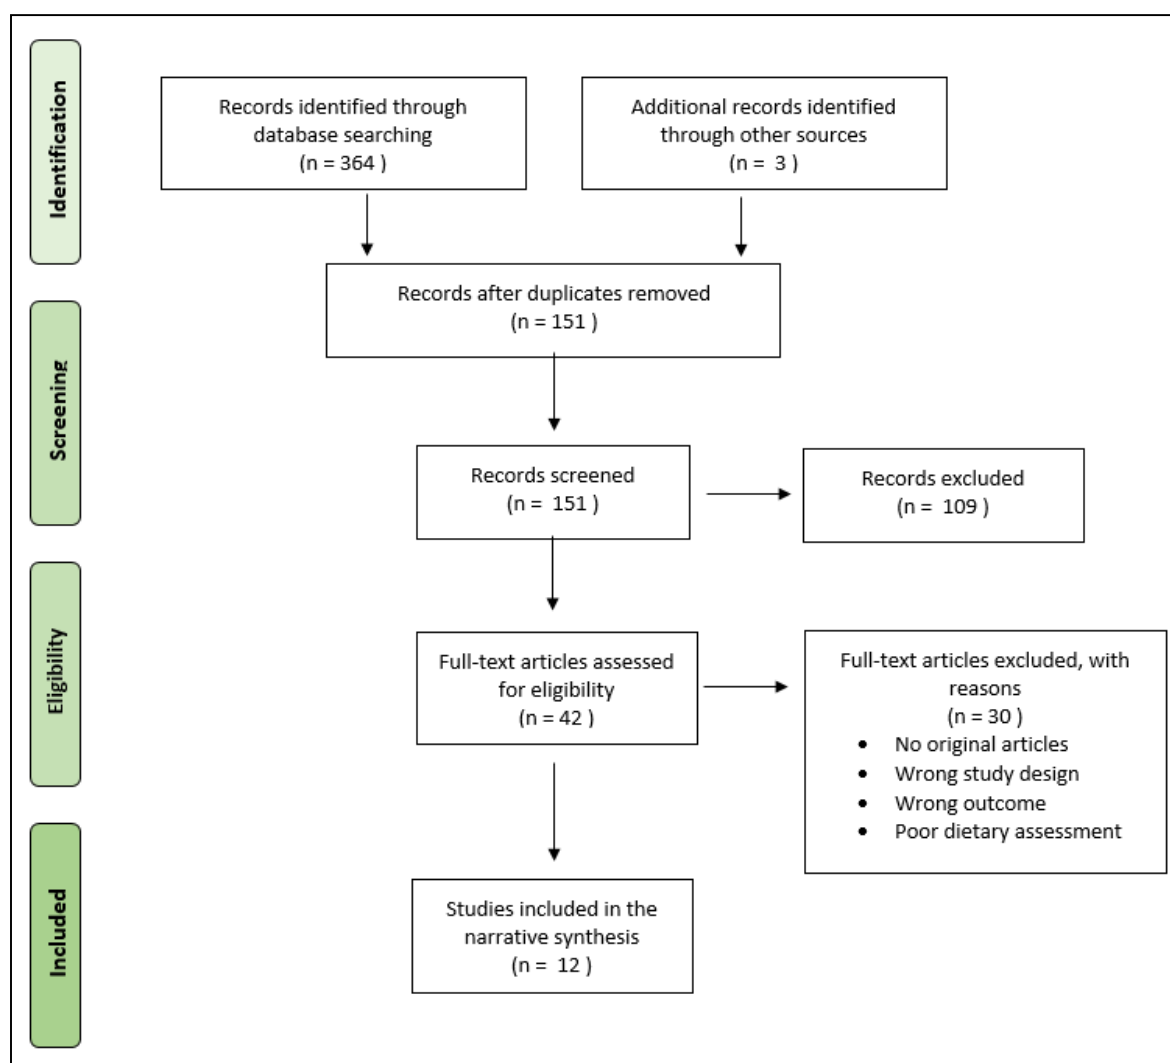 Identification
Records identified through
database searching
(n = 364 )
Additional records identified
through other sources
(n =  3 )
Records after duplicates removed
(n = 151 )
Screening
Records screened
(n =  151 )
Records excluded
(n =  109 )
Eligibility
Full-text articles assessed
for eligibility
(n = 42 )
Full-text articles excluded, with
reasons
(n = 30 )
• No original articles
• Wrong study design
• Wrong outcome
• Poor dietary assessment
Included
Studies included in the
narrative synthesis
(n =  12 )